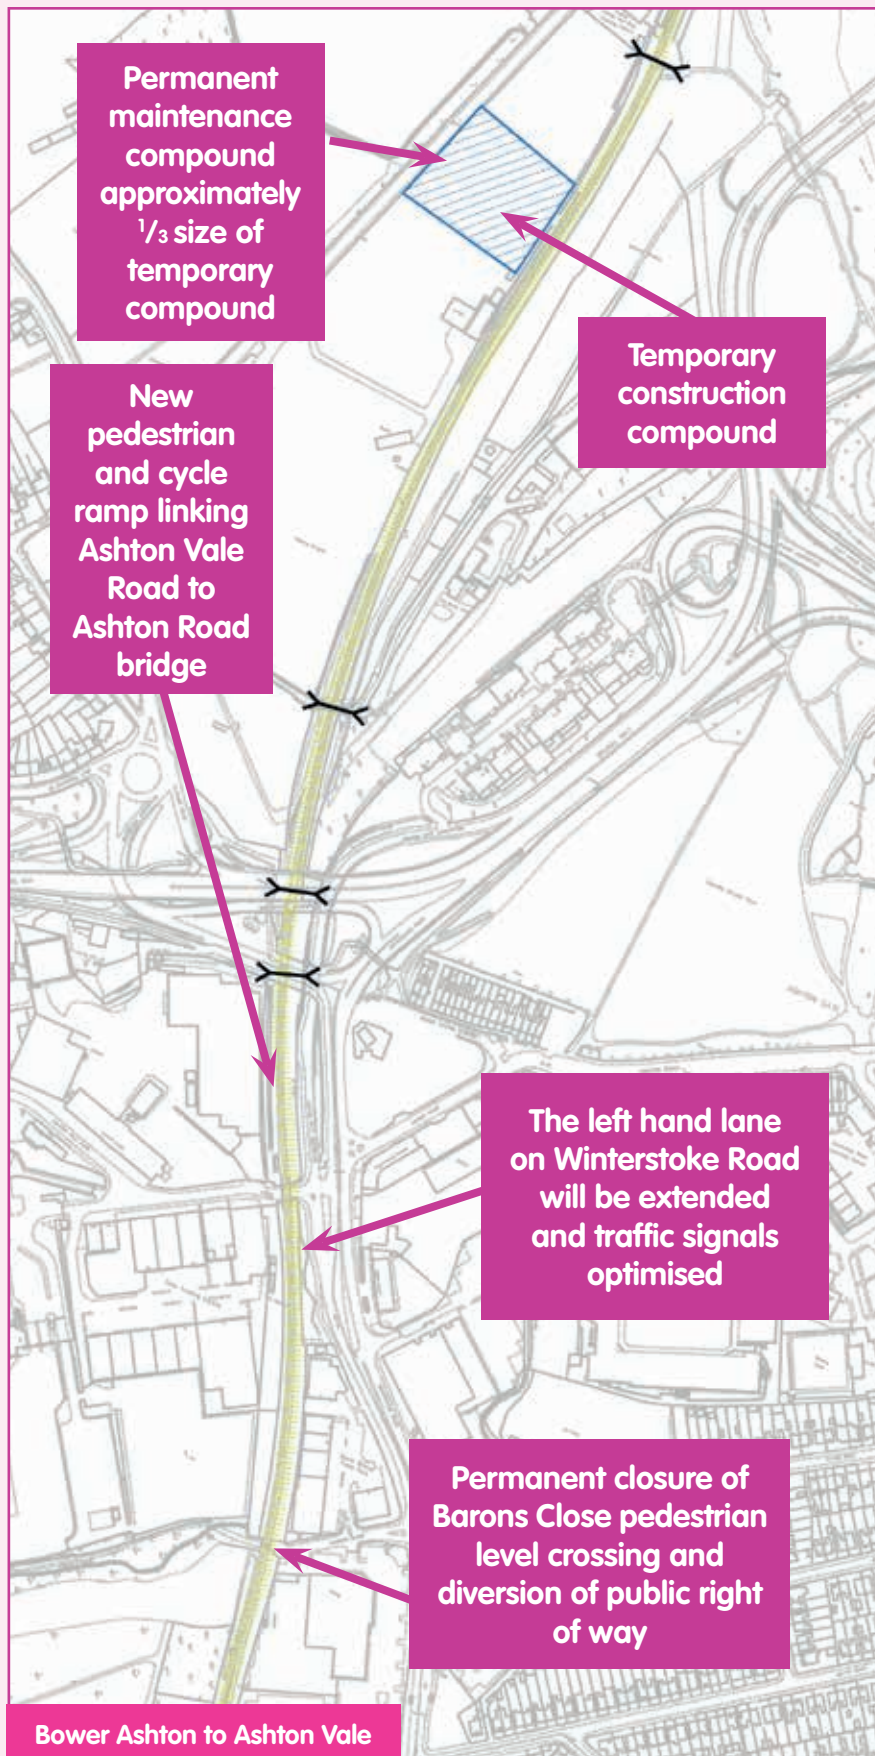 Permanent
maintenance
compound
approximately
1/3 size of
temporary
compound
Temporary
construction
compound
New
pedestrian
and cycle
ramp linking
Ashton Vale
Road to
Ashton Road
bridge
The left hand lane
on Winterstoke Road
will be extended
and traffic signals
optimised
Permanent closure of
Barons Close pedestrian
level crossing and
diversion of public right
of way
Bower Ashton to Ashton Vale